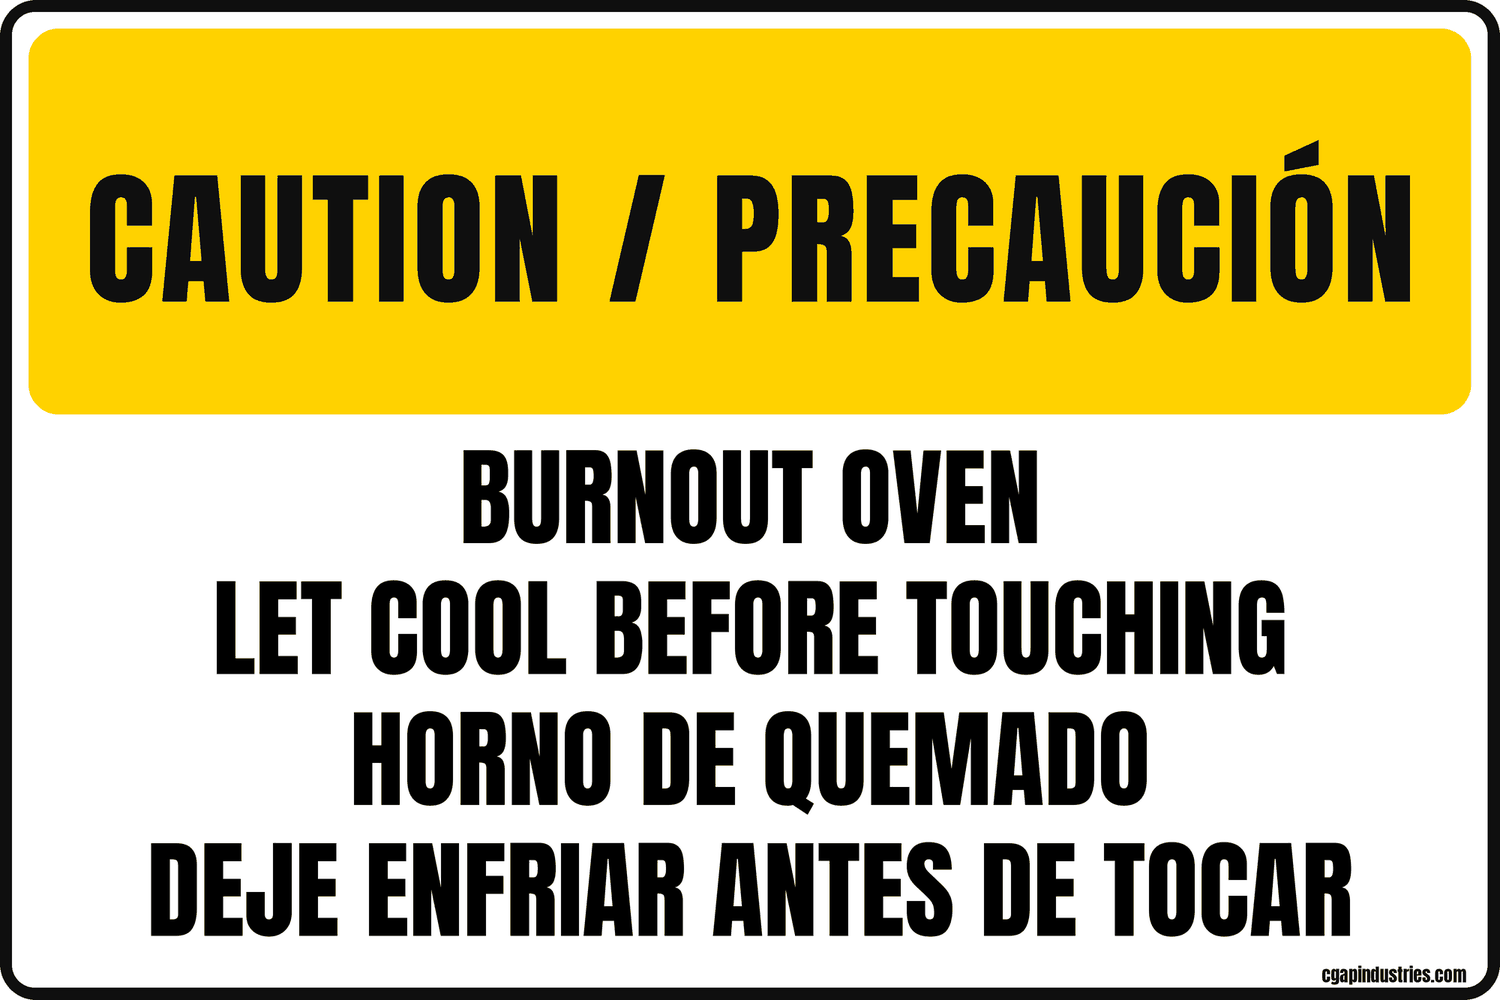 CAUTION / PRECAUCIÓN
BURNOUT OVEN
LET COOL BEFORE TOUCHING
HORNO DE QUEMADO
DEJE ENFRIAR ANTES DE TOCAR
cgapindustries.com